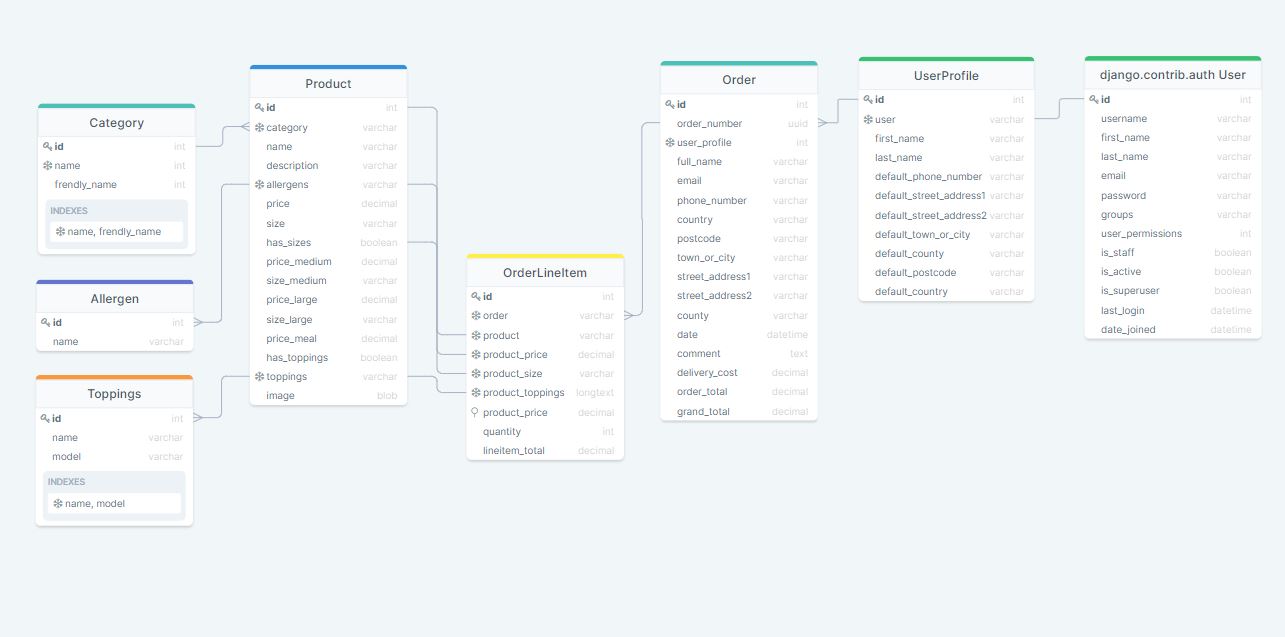 Category
id int
name int
frendly_name int
INDEXES
name, frendly_name
Allergen
id int
name varchar
Toppings
id int
name varchar
model varchar
INDEXES
name, model
Product
id int
category varchar
name varchar
description varchar
allergens varchar
price decimal
size varchar
has_sizes boolean
price_medium decimal
size_medium varchar
price_large decimal
size_large varchar
price_meal decimal
has_toppings boolean
toppings varchar
image blob
OrderLineItem
id int
order varchar
product varchar
product_price decimal
product_size varchar
product_toppings longtext
product_price decimal
quantity int
lineitem_total decimal
Order
id int
order_number uuid
user_profile int
full_name varchar
email varchar
phone_number varchar
country varchar
postcode varchar
town_or_city varchar
street_address1 varchar
street_address2 varchar
county varchar
date datetime
comment text
delivery_cost decimal
order_total decimal
grand_total decimal
UserProfile
id int
user varchar
first_name varchar
last_name varchar
default_phone_number varchar
default_street_address1 varchar
default_street_address2 varchar
default_town_or_city varchar
default_county varchar
default_postcode varchar
default_country varchar
django.contrib.auth User
id int
username varchar
first_name varchar
last_name varchar
email varchar
password varchar
groups varchar
user_permissions int
is_staff boolean
is_active boolean
is_superuser boolean
last_login datetime
date_joined datetime